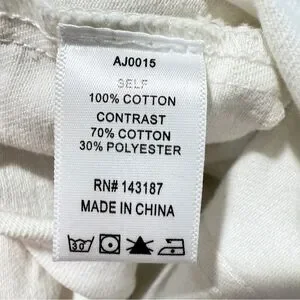 AJ0015
SELF
100% COTTON
CONTRAST
70% COTTON
30% POLYESTER
RN# 143187
MADE IN CHINA
30